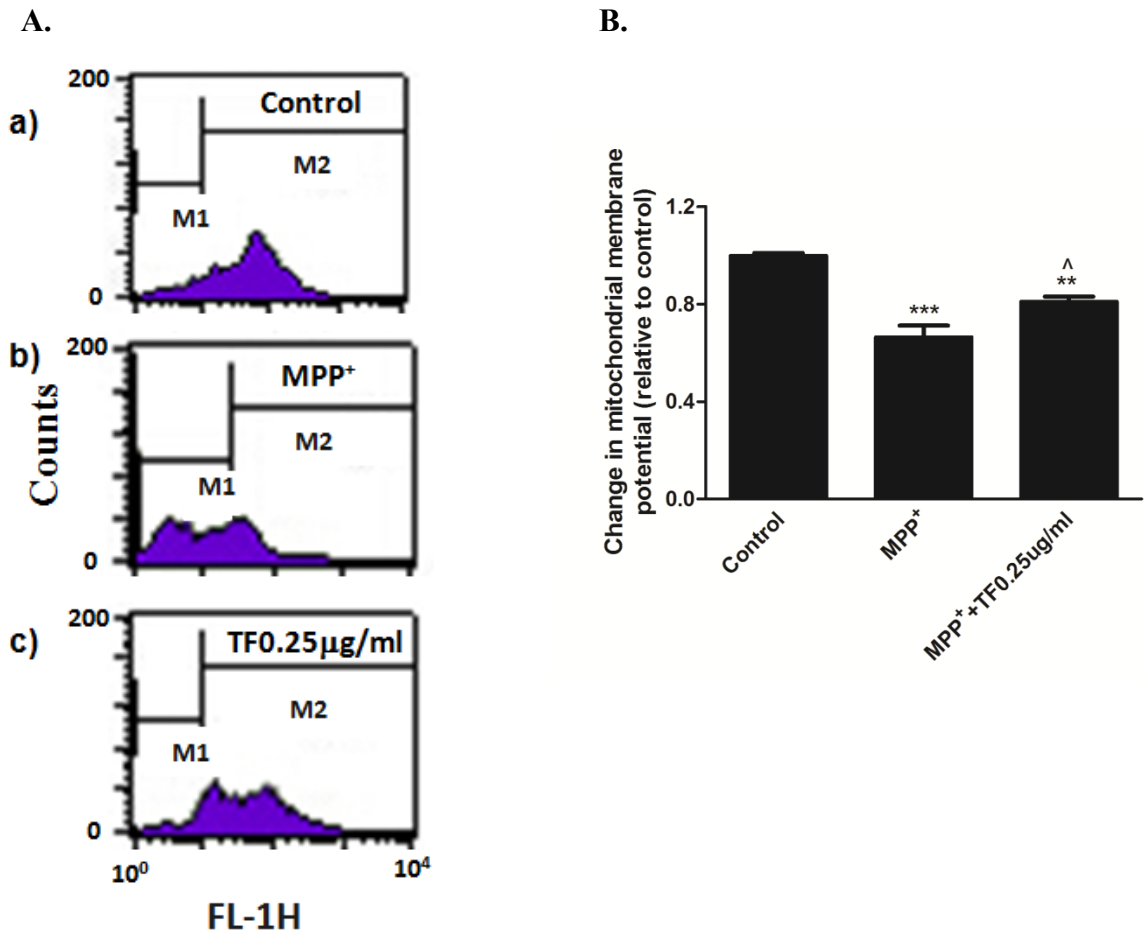 A.
B.
a)
200
Control
M2
M1
0
b)
200
MPP⁺
M2
M1
0
Counts
c)
200
TF0.25µg/ml
M2
M1
0
10⁰
10⁴
FL-1H
Change in mitochondrial membrane
potential (relative to control)
1.2
0.8
0.4
0.0
***
^
**
Control
MPP⁺
MPP⁺+TF0.25ug/ml